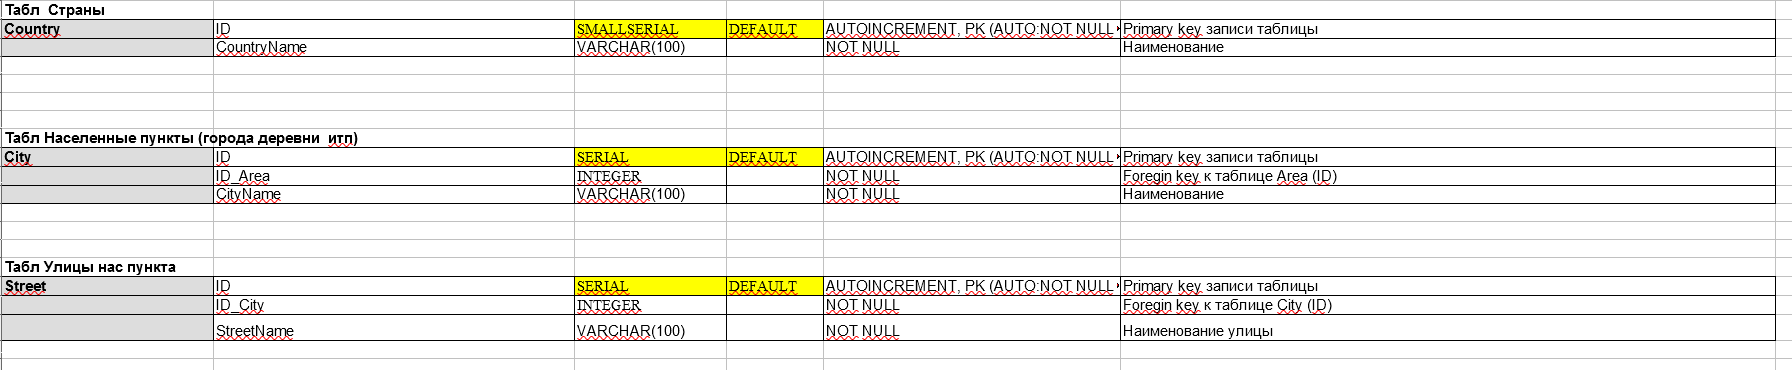 Табл  Страны
Country ID SMALLSERIAL DEFAULT AUTOINCREMENT, PK (AUTO:NOT NULL Primary key записи таблицы
CountryName VARCHAR(100) NOT NULL Наименование
Табл Населенные пункты (города деревни  итп)
City ID SERIAL DEFAULT AUTOINCREMENT, PK (AUTO:NOT NULL Primary key записи таблицы
ID_Area INTEGER NOT NULL Foregin key к таблице Area (ID)
CityName VARCHAR(100) NOT NULL Наименование
Табл Улицы нас пункта
Street ID SERIAL DEFAULT AUTOINCREMENT, PK (AUTO:NOT NULL Primary key записи таблицы
ID_City INTEGER NOT NULL Foregin key к таблице City (ID)
StreetName VARCHAR(100) NOT NULL Наименование улицы